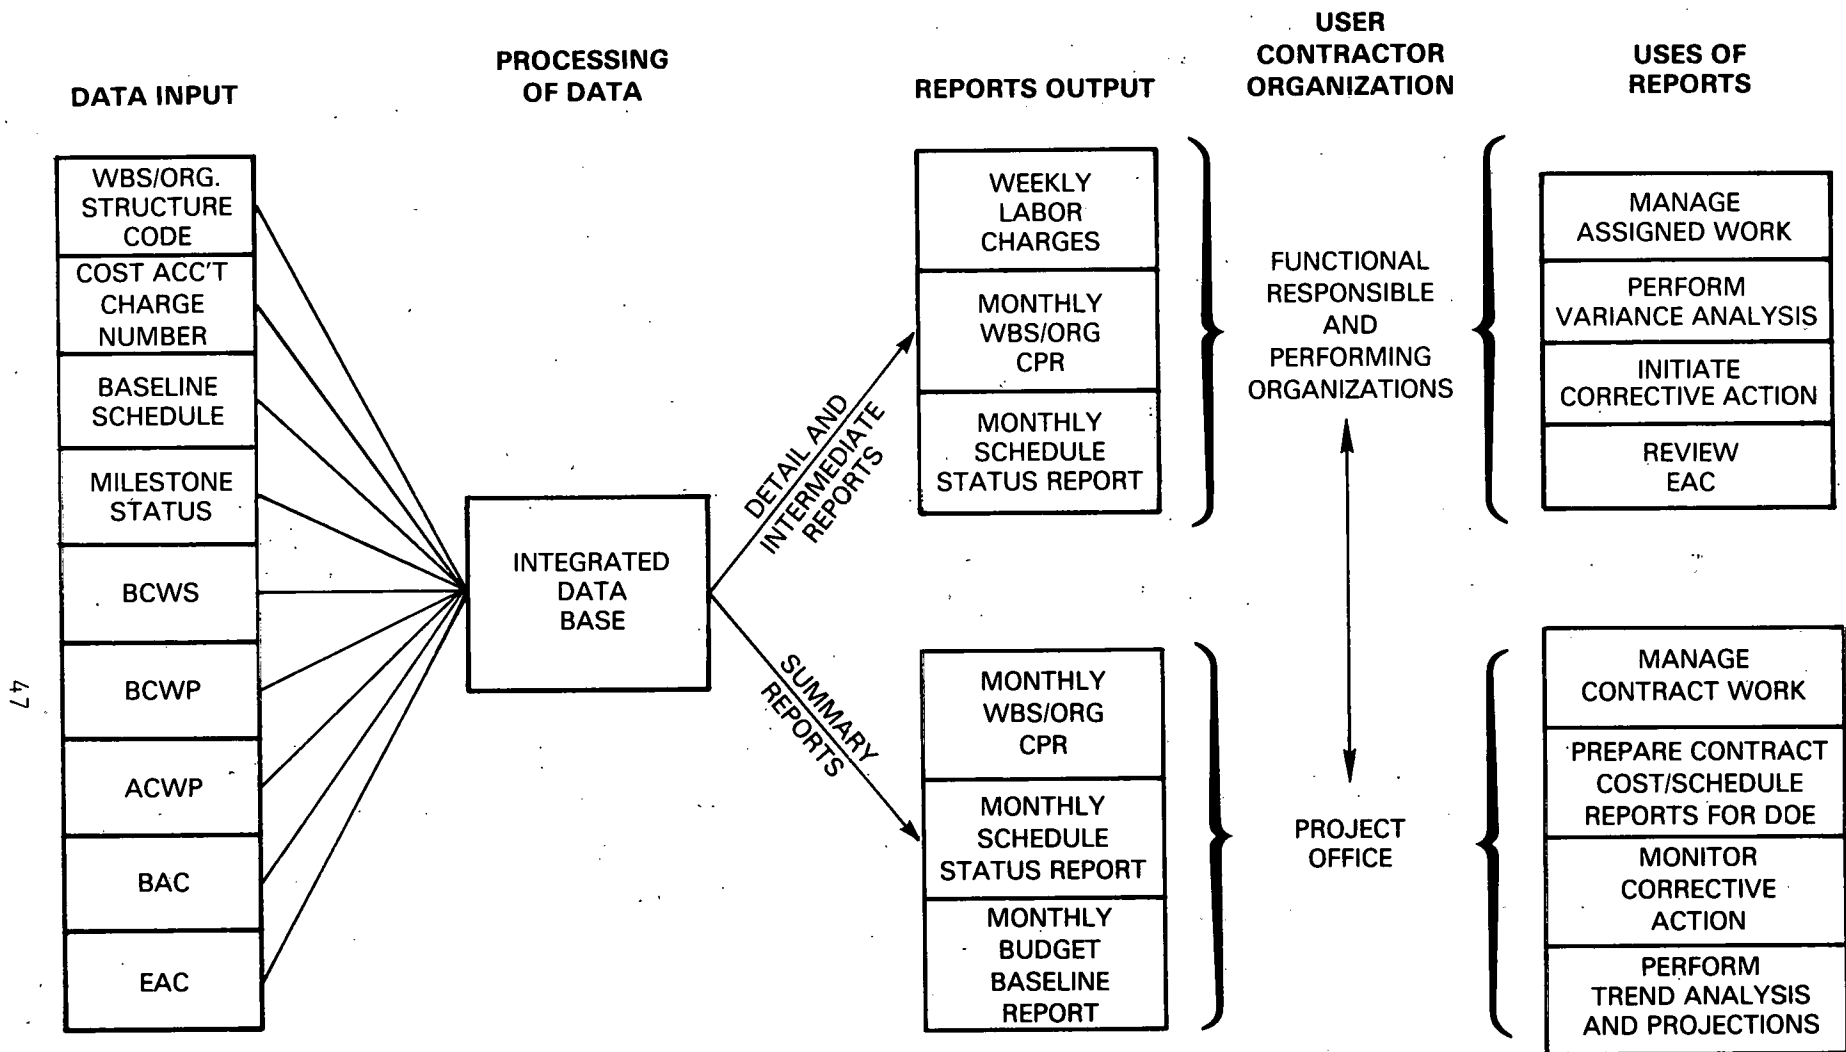 DATA INPUT
PROCESSING
OF DATA
REPORTS OUTPUT
USER
CONTRACTOR
ORGANIZATION
USES OF
REPORTS
WBS/ORG.
STRUCTURE
CODE
COST ACC'T
CHARGE
NUMBER
BASELINE
SCHEDULE
MILESTONE
STATUS
BCWS
BCWP
ACWP
BAC
EAC
INTEGRATED
DATA
BASE
DETAIL AND
INTERMEDIATE
REPORTS
SUMMARY
REPORTS
WEEKLY
LABOR
CHARGES
MONTHLY
WBS/ORG
CPR
MONTHLY
SCHEDULE
STATUS REPORT
MONTHLY
WBS/ORG
CPR
MONTHLY
SCHEDULE
STATUS REPORT
MONTHLY
BUDGET
BASELINE
REPORT
FUNCTIONAL
RESPONSIBLE
AND
PERFORMING
ORGANIZATIONS
PROJECT
OFFICE
MANAGE
ASSIGNED WORK
PERFORM
VARIANCE ANALYSIS
INITIATE
CORRECTIVE ACTION
REVIEW
EAC
MANAGE
CONTRACT WORK
PREPARE CONTRACT
COST/SCHEDULE
REPORTS FOR DOE
MONITOR
CORRECTIVE
ACTION
PERFORM
TREND ANALYSIS
AND PROJECTIONS
47